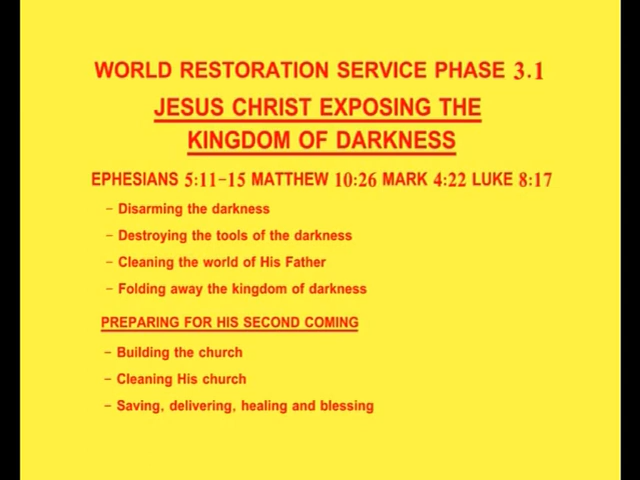 WORLD RESTORATION SERVICE PHASE 3.1
JESUS CHRIST EXPOSING THE
KINGDOM OF DARKNESS
EPHESIANS 5:11-15 MATTHEW 10:26 MARK 4:22 LUKE 8:17
- Disarming the darkness
- Destroying the tools of the darkness
- Cleaning the world of His Father
- Folding away the kingdom of darkness
PREPARING FOR HIS SECOND COMING
- Building the church
- Cleaning His church
- Saving, delivering, healing and blessing